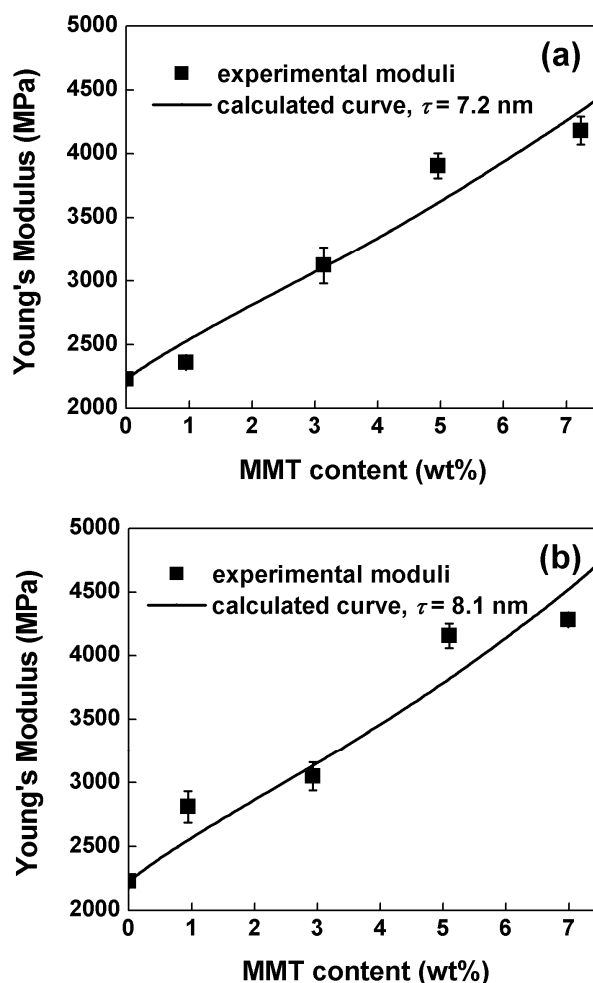 (a)
experimental moduli
calculated curve, τ = 7.2 nm
5000
4500
4000
3500
3000
2500
2000
Young's Modulus (MPa)
0 1 2 3 4 5 6 7
MMT content (wt%)
(b)
experimental moduli
calculated curve, τ = 8.1 nm
5000
4500
4000
3500
3000
2500
2000
Young's Modulus (MPa)
0 1 2 3 4 5 6 7
MMT content (wt%)